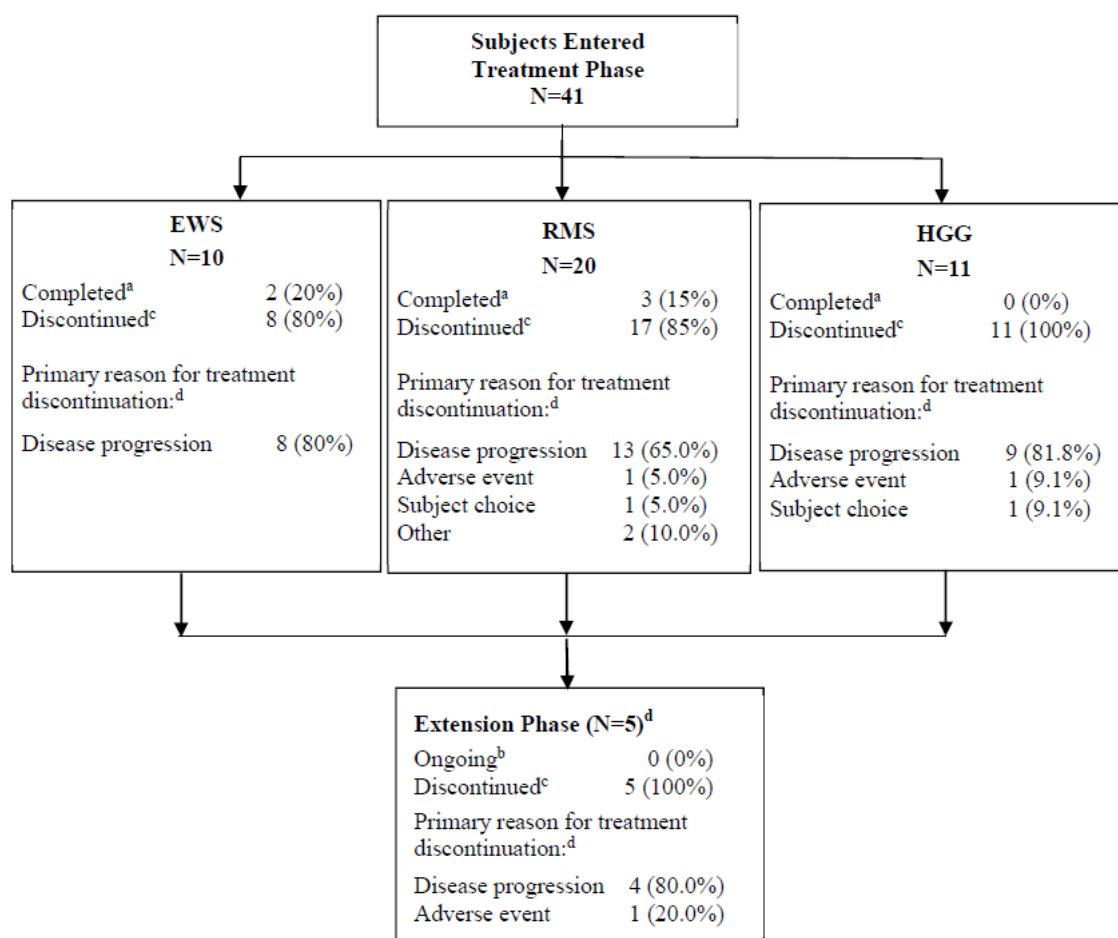 Subjects Entered
Treatment Phase
N=41
EWS
N=10
Completedᵃ 2 (20%)
Discontinuedᶜ 8 (80%)
Primary reason for treatment
discontinuation:ᵈ
Disease progression 8 (80%)
RMS
N=20
Completedᵃ 3 (15%)
Discontinuedᶜ 17 (85%)
Primary reason for treatment
discontinuation:ᵈ
Disease progression 13 (65.0%)
Adverse event 1 (5.0%)
Subject choice 1 (5.0%)
Other 2 (10.0%)
HGG
N=11
Completedᵃ 0 (0%)
Discontinuedᶜ 11 (100%)
Primary reason for treatment
discontinuation:ᵈ
Disease progression 9 (81.8%)
Adverse event 1 (9.1%)
Subject choice 1 (9.1%)
Extension Phase (N=5)ᵈ
Ongoingᵇ 0 (0%)
Discontinuedᶜ 5 (100%)
Primary reason for treatment
discontinuation:ᵈ
Disease progression 4 (80.0%)
Adverse event 1 (20.0%)